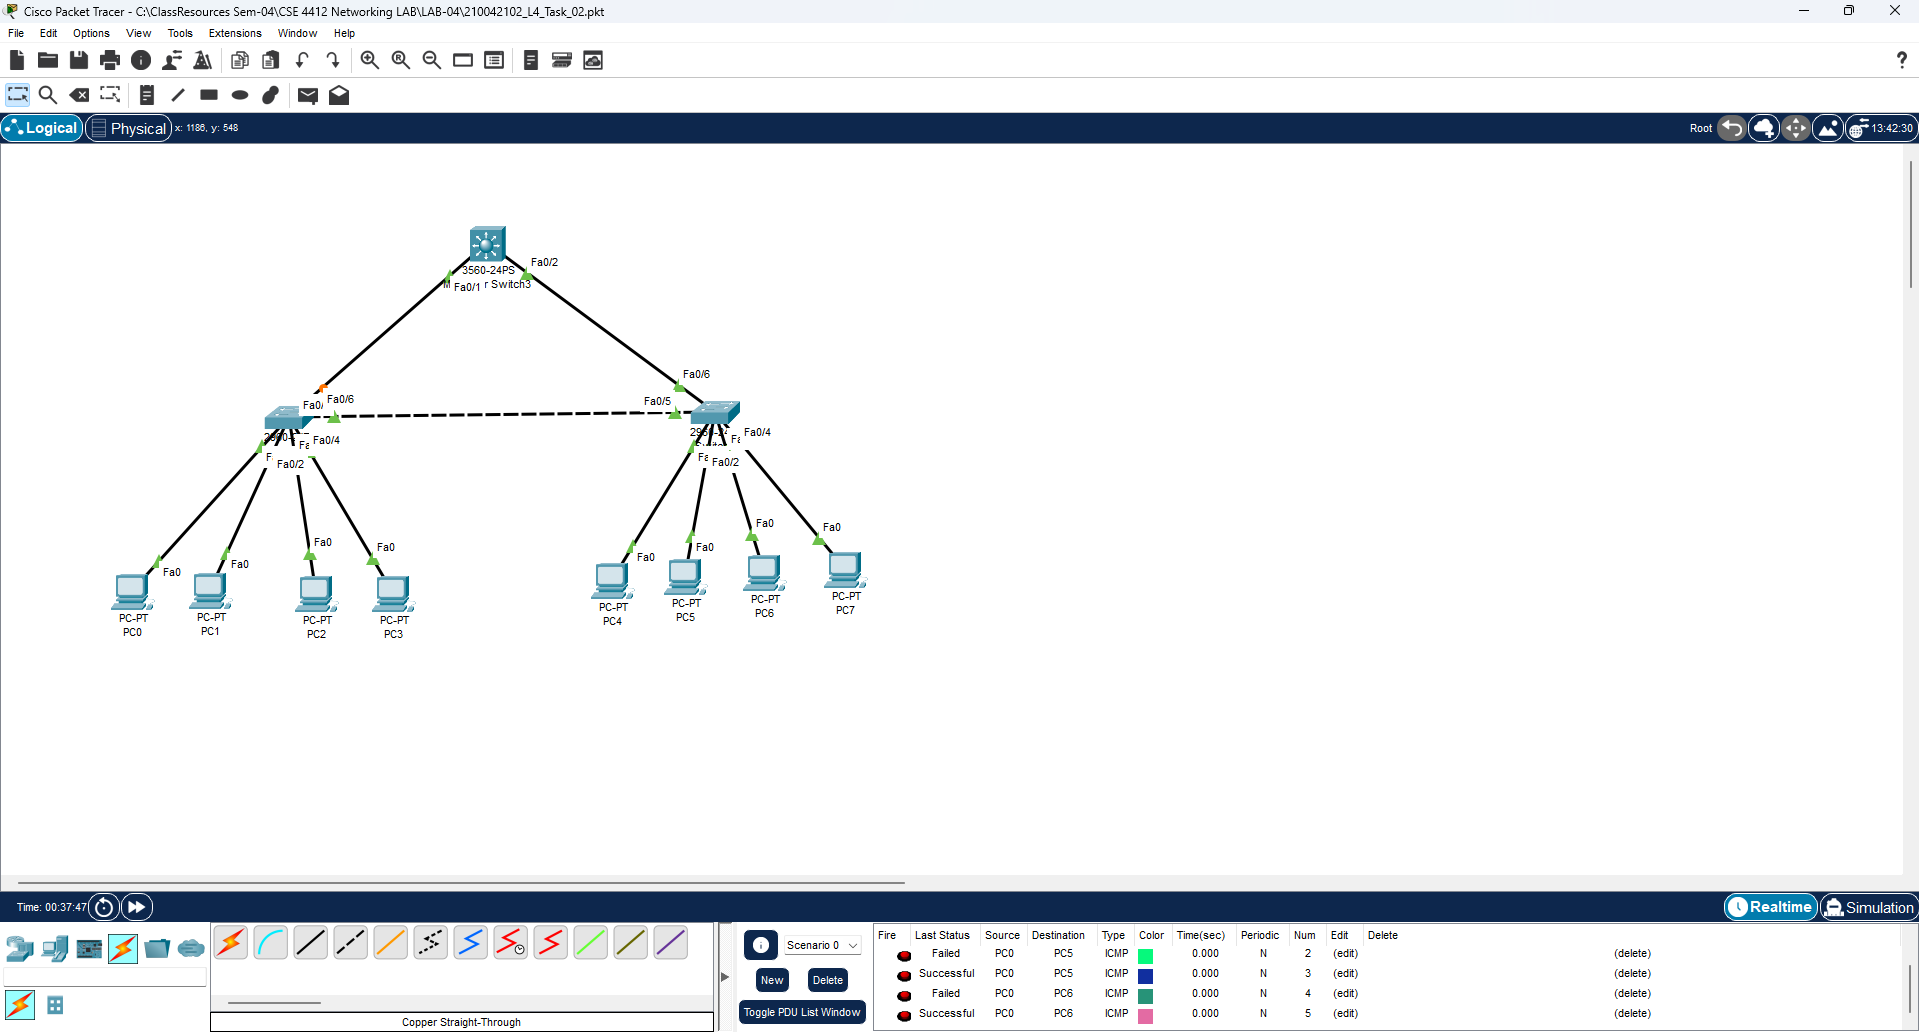 Cisco Packet Tracer - C:\ClassResources Sem-04\CSE 4412 Networking LAB\LAB-04\210042102_L4_Task_02.pkt
File Edit Options View Tools Extensions Window Help
?
Logical Physical x: 1186, y: 548 Root 13:42:30
Fa0/2
3560-24PS
Fa0/1 r Switch3
Fa0/6
Fa0/6 Fa0/5
Fa0/
Fa0/4 Fa0/4
Fa0/2 Fa0/2
Fa0 Fa0 Fa0 Fa0
Fa0 Fa0 Fa0 Fa0
PC-PT PC-PT PC-PT PC-PT PC-PT PC-PT PC-PT PC-PT
PC0 PC1 PC2 PC3 PC4 PC5 PC6 PC7
Time: 00:37:47 Realtime Simulation
Scenario 0
New Delete
Toggle PDU List Window
Copper Straight-Through
Fire Last Status Source Destination Type Color Time(sec) Periodic Num Edit Delete
Failed PC0 PC5 ICMP 0.000 N 2 (edit) (delete)
Successful PC0 PC5 ICMP 0.000 N 3 (edit) (delete)
Failed PC0 PC6 ICMP 0.000 N 4 (edit) (delete)
Successful PC0 PC6 ICMP 0.000 N 5 (edit) (delete)